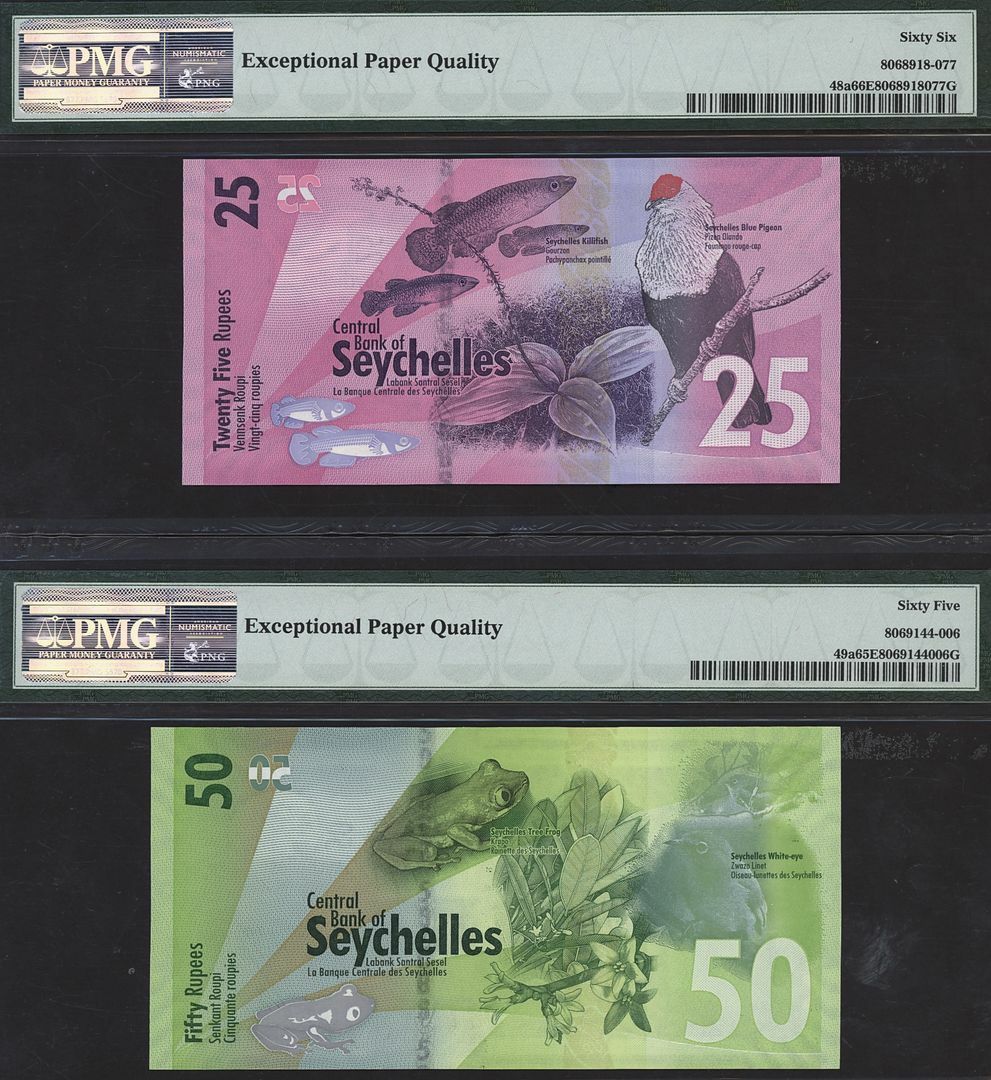 PMG
PAPER MONEY GUARANTY
NUMISMATIC
PNG
Exceptional Paper Quality
Sixty Six
8068918-077
48a66E8068918077G
25
25
Seychelles Killifish
Gourzon
Pachypanchax pointillé
Seychelles Blue Pigeon
Pizon Olande
Founingo rouge-cap
Central
Bank of
Seychelles
Labank Santral Sesel
La Banque Centrale des Seychelles
Twenty Five Rupees
Vennsenk Roupi
Vingt-cinq roupies
25
PMG
PAPER MONEY GUARANTY
NUMISMATIC
PNG
Exceptional Paper Quality
Sixty Five
8069144-006
49a65E8069144006G
50
50
Seychelles Tree Frog
Krapo
Rainette des Seychelles
Seychelles White-eye
Zwazo Linet
Oiseau-lunettes des Seychelles
Central
Bank of
Seychelles
Labank Santral Sesel
La Banque Centrale des Seychelles
Fifty Rupees
Senkant Roupi
Cinquante roupies
50